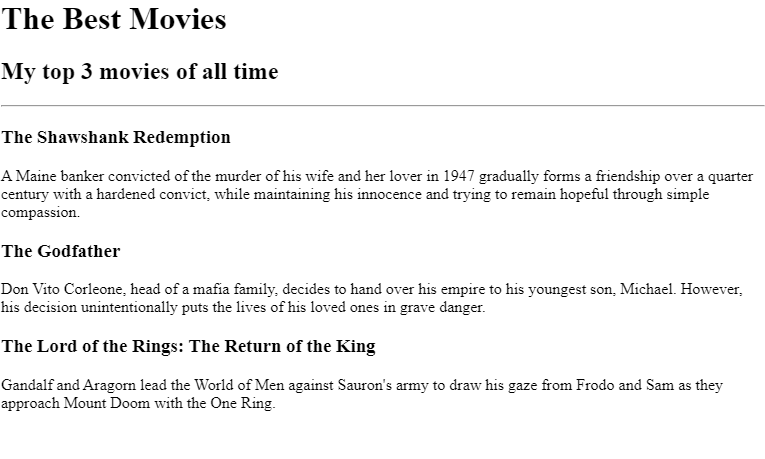 The Best Movies
My top 3 movies of all time
The Shawshank Redemption
A Maine banker convicted of the murder of his wife and her lover in 1947 gradually forms a friendship over a quarter
century with a hardened convict, while maintaining his innocence and trying to remain hopeful through simple
compassion.
The Godfather
Don Vito Corleone, head of a mafia family, decides to hand over his empire to his youngest son, Michael. However,
his decision unintentionally puts the lives of his loved ones in grave danger.
The Lord of the Rings: The Return of the King
Gandalf and Aragorn lead the World of Men against Sauron's army to draw his gaze from Frodo and Sam as they
approach Mount Doom with the One Ring.